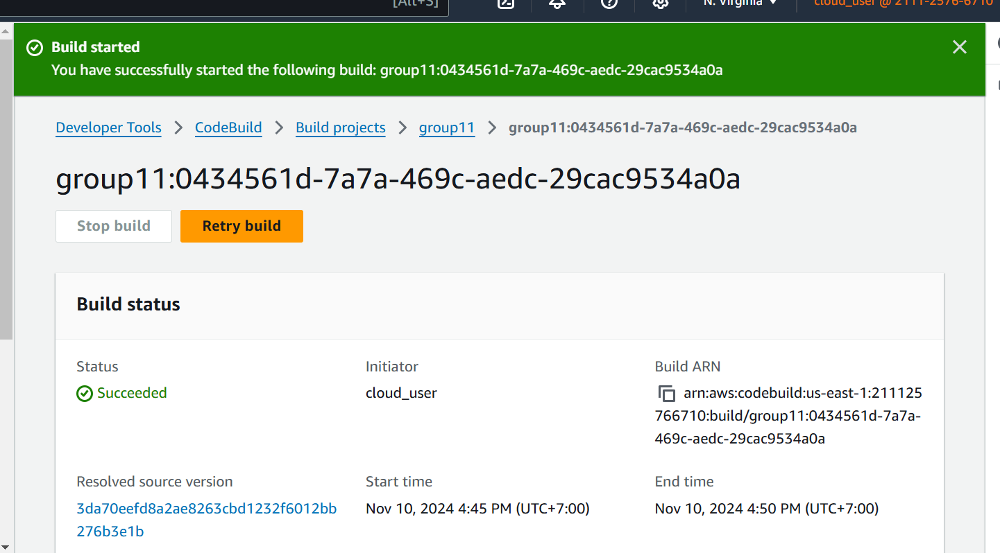 [Alt+S]
N. Virginia
cloud_user @ 2111-2576-6710
Build started
You have successfully started the following build: group11:0434561d-7a7a-469c-aedc-29cac9534a0a
Developer Tools > CodeBuild > Build projects > group11 > group11:0434561d-7a7a-469c-aedc-29cac9534a0a
group11:0434561d-7a7a-469c-aedc-29cac9534a0a
Stop build
Retry build
Build status
Status
Succeeded
Initiator
cloud_user
Build ARN
arn:aws:codebuild:us-east-1:211125
766710:build/group11:0434561d-7a7a-
469c-aedc-29cac9534a0a
Resolved source version
3da70eefd8a2ae8263cbd1232f6012bb
276b3e1b
Start time
Nov 10, 2024 4:45 PM (UTC+7:00)
End time
Nov 10, 2024 4:50 PM (UTC+7:00)